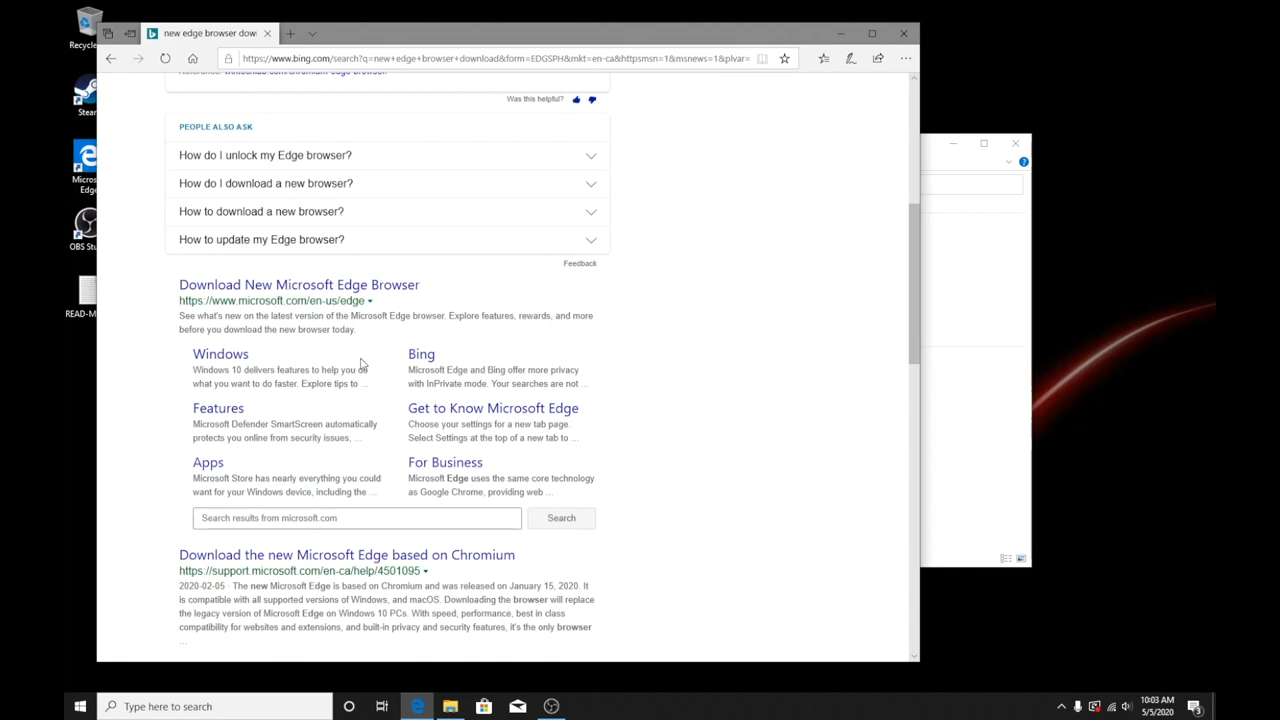 Recycle
Steam
Micros
Edge
OBS Stu
READ-M
new edge browser dow
https://www.bing.com/search?q=new+edge+browser+download&form=EDGSPH&mkt=en-ca&httpsmsn=1&msnews=1&plvar=
Reference: wintechlab.com/chromium-edge-browser/
Was this helpful?
PEOPLE ALSO ASK
How do I unlock my Edge browser?
How do I download a new browser?
How to download a new browser?
How to update my Edge browser?
Feedback
Download New Microsoft Edge Browser
https://www.microsoft.com/en-us/edge
See what's new on the latest version of the Microsoft Edge browser. Explore features, rewards, and more
before you download the new browser today.
Windows
Windows 10 delivers features to help you do
what you want to do faster. Explore tips to ...
Bing
Microsoft Edge and Bing offer more privacy
with InPrivate mode. Your searches are not ...
Features
Microsoft Defender SmartScreen automatically
protects you online from security issues, ...
Get to Know Microsoft Edge
Choose your settings for a new tab page.
Select Settings at the top of a new tab to ...
Apps
Microsoft Store has nearly everything you could
want for your Windows device, including the ...
For Business
Microsoft Edge uses the same core technology
as Google Chrome, providing web ...
Search results from microsoft.com
Search
Download the new Microsoft Edge based on Chromium
https://support.microsoft.com/en-ca/help/4501095
2020-02-05 · The new Microsoft Edge is based on Chromium and was released on January 15, 2020. It
is compatible with all supported versions of Windows, and macOS. Downloading the browser will replace
the legacy version of Microsoft Edge on Windows 10 PCs. With speed, performance, best in class
compatibility for websites and extensions, and built-in privacy and security features, it's the only browser
...
Type here to search
10:03 AM
5/5/2020
3